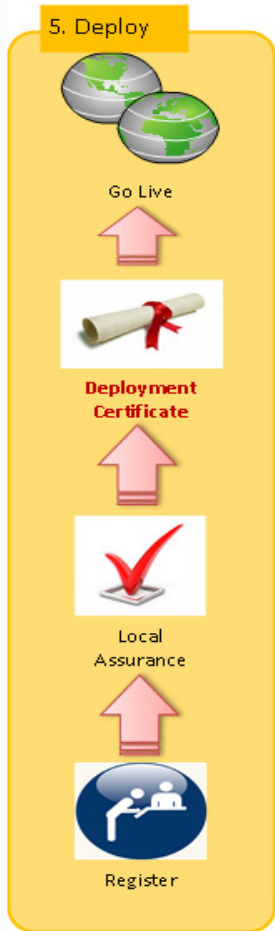 5. Deploy
Go Live
Deployment
Certificate
Local
Assurance
Register